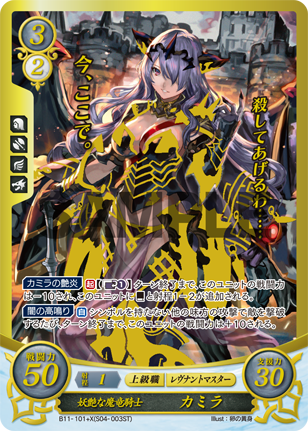 3
2
今、ここで。
殺してあげるわ……
SAMPLE
カミラの艶炎 起 【〔■①〕】ターン終了まで、このユニットの戦闘力
は－10され、このユニットに■と射程1－2が追加される。
闇の高鳴り 自 シンボルを持たない他の味方の攻撃で敵を撃破
するたび、ターン終了まで、このユニットの戦闘力は＋10される。
戦闘力
50
射程 1
上級職
レヴナントマスター
支援力
30
妖艶な魔竜騎士 カミラ
B11-101+X(S04-003ST)
Illust：卵の黄身